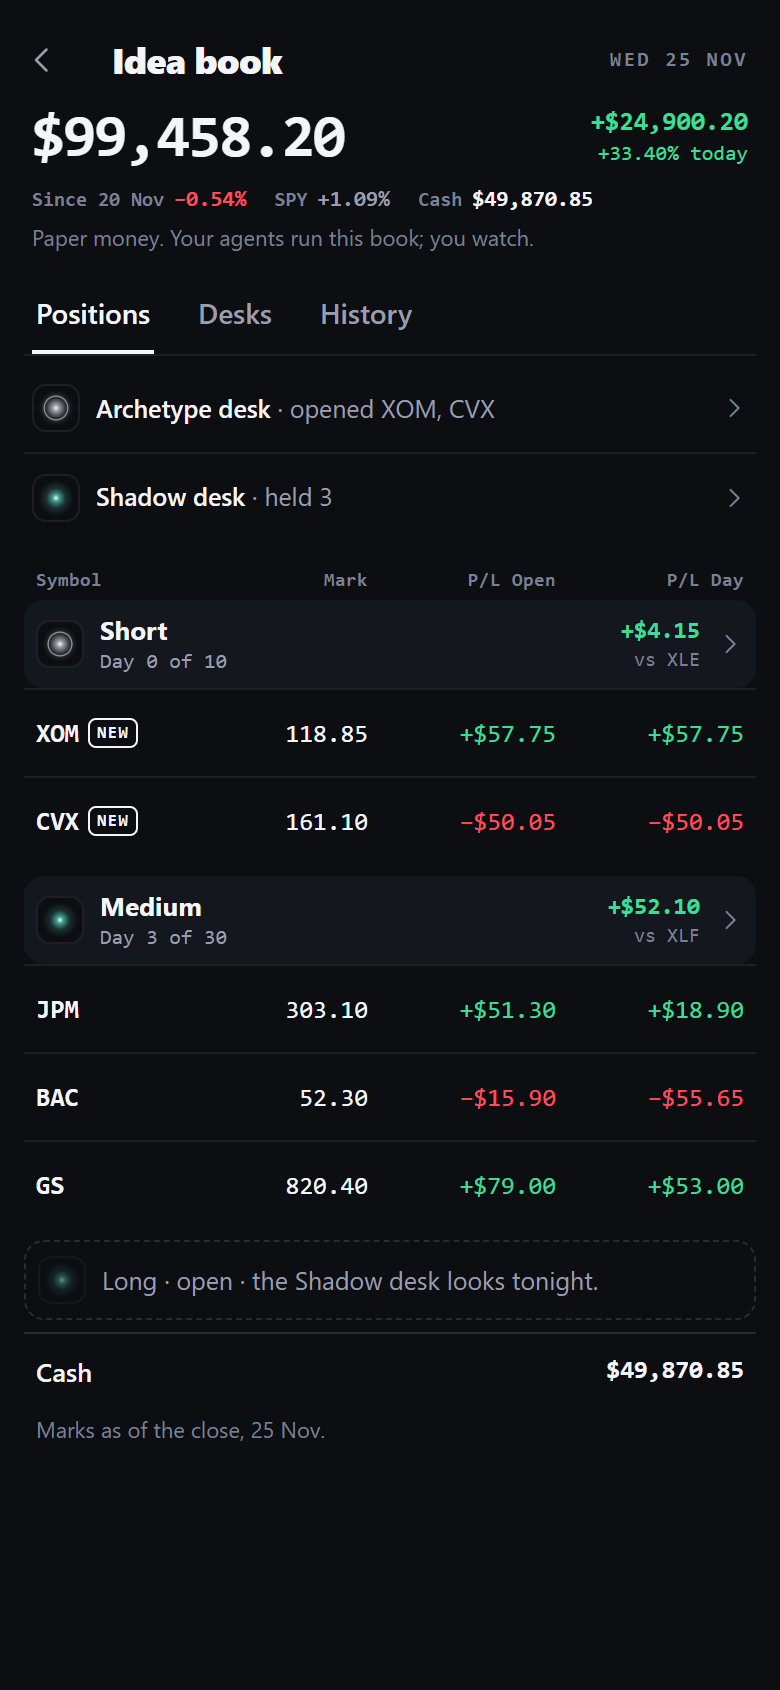 Idea book
WED 25 NOV
$99,458.20
+$24,900.20
+33.40% today
Since 20 Nov −0.54% SPY +1.09% Cash $49,870.85
Paper money. Your agents run this book; you watch.
Positions Desks History
Archetype desk · opened XOM, CVX
Shadow desk · held 3
Symbol Mark P/L Open P/L Day
Short +$4.15
Day 0 of 10 vs XLE
XOM NEW 118.85 +$57.75 +$57.75
CVX NEW 161.10 −$50.05 −$50.05
Medium +$52.10
Day 3 of 30 vs XLF
JPM 303.10 +$51.30 +$18.90
BAC 52.30 −$15.90 −$55.65
GS 820.40 +$79.00 +$53.00
Long · open · the Shadow desk looks tonight.
Cash $49,870.85
Marks as of the close, 25 Nov.